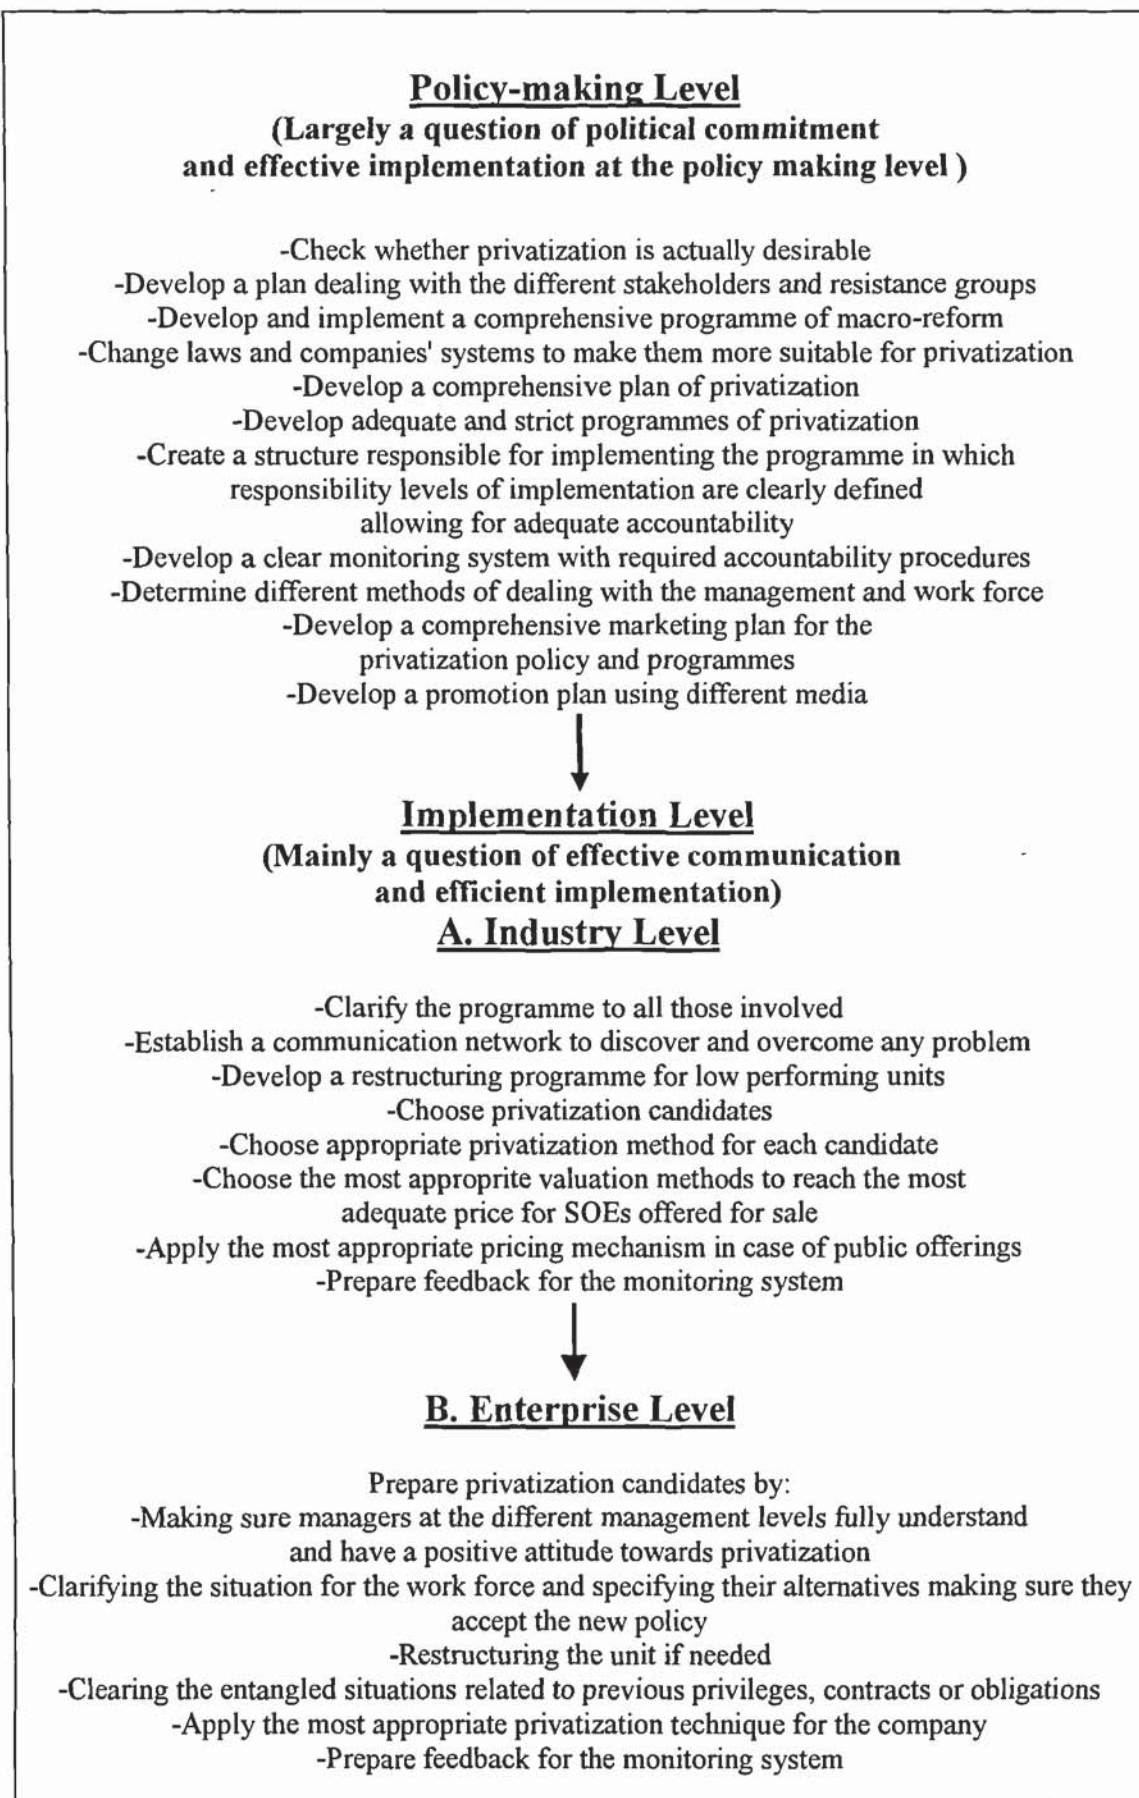 Policy-making Level
(Largely a question of political commitment
and effective implementation at the policy making level )
-Check whether privatization is actually desirable
-Develop a plan dealing with the different stakeholders and resistance groups
-Develop and implement a comprehensive programme of macro-reform
-Change laws and companies' systems to make them more suitable for privatization
-Develop a comprehensive plan of privatization
-Develop adequate and strict programmes of privatization
-Create a structure responsible for implementing the programme in which
responsibility levels of implementation are clearly defined
allowing for adequate accountability
-Develop a clear monitoring system with required accountability procedures
-Determine different methods of dealing with the management and work force
-Develop a comprehensive marketing plan for the
privatization policy and programmes
-Develop a promotion plan using different media
Implementation Level
(Mainly a question of effective communication
and efficient implementation)
A. Industry Level
-Clarify the programme to all those involved
-Establish a communication network to discover and overcome any problem
-Develop a restructuring programme for low performing units
-Choose privatization candidates
-Choose appropriate privatization method for each candidate
-Choose the most approprite valuation methods to reach the most
adequate price for SOEs offered for sale
-Apply the most appropriate pricing mechanism in case of public offerings
-Prepare feedback for the monitoring system
B. Enterprise Level
Prepare privatization candidates by:
-Making sure managers at the different management levels fully understand
and have a positive attitude towards privatization
-Clarifying the situation for the work force and specifying their alternatives making sure they
accept the new policy
-Restructuring the unit if needed
-Clearing the entangled situations related to previous privileges, contracts or obligations
-Apply the most appropriate privatization technique for the company
-Prepare feedback for the monitoring system